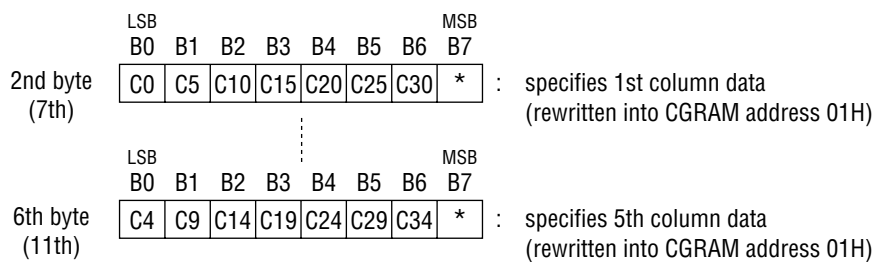 LSB MSB
B0 B1 B2 B3 B4 B5 B6 B7
2nd byte C0 C5 C10 C15 C20 C25 C30 * : specifies 1st column data
(7th) (rewritten into CGRAM address 01H)
LSB MSB
B0 B1 B2 B3 B4 B5 B6 B7
6th byte C4 C9 C14 C19 C24 C29 C34 * : specifies 5th column data
(11th) (rewritten into CGRAM address 01H)